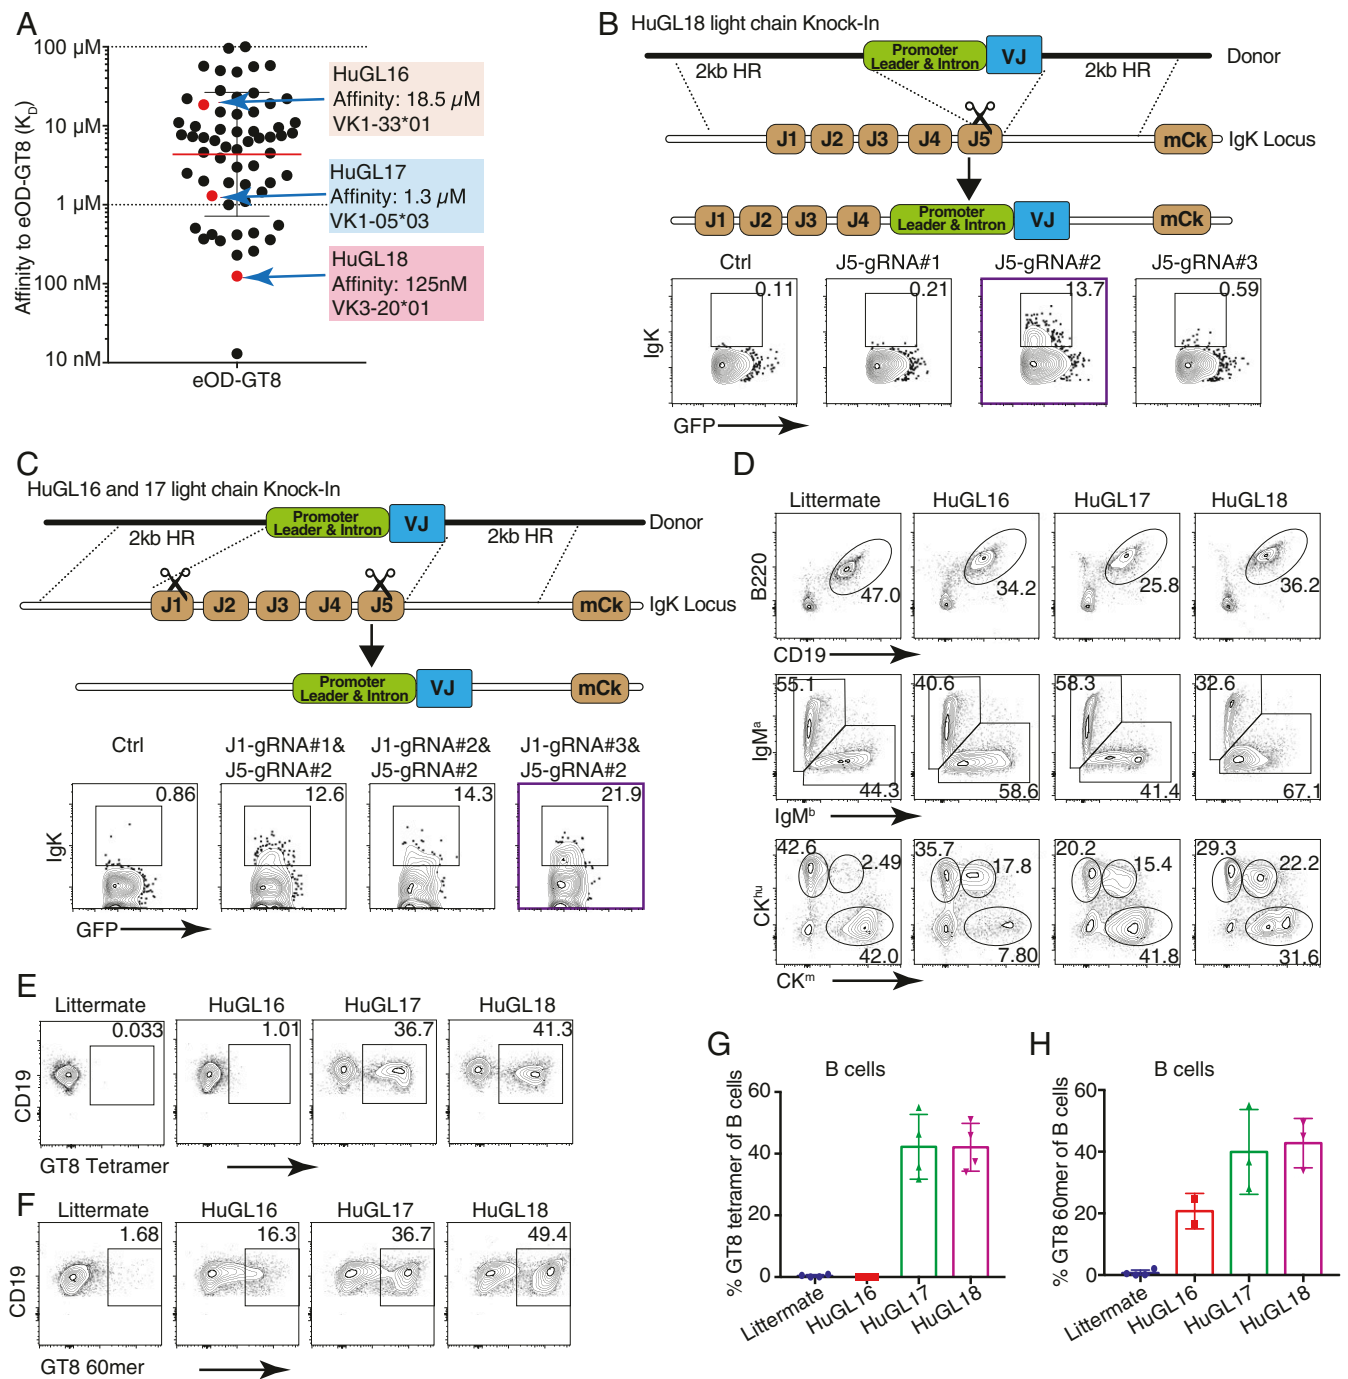 A
100 µM
10 µM
1 µM
100 nM
10 nM
Affinity to eOD-GT8 (KD)
eOD-GT8
HuGL16
Affinity: 18.5 µM
VK1-33*01
HuGL17
Affinity: 1.3 µM
VK1-05*03
HuGL18
Affinity: 125nM
VK3-20*01
B
HuGL18 light chain Knock-In
Promoter
Leader & Intron
VJ
Donor
2kb HR
2kb HR
J1
J2
J3
J4
J5
mCk
IgK Locus
J1
J2
J3
J4
Promoter
Leader & Intron
VJ
mCk
Ctrl
J5-gRNA#1
J5-gRNA#2
J5-gRNA#3
0.11
0.21
13.7
0.59
IgK
GFP
C
HuGL16 and 17 light chain Knock-In
Promoter
Leader & Intron
VJ
Donor
2kb HR
2kb HR
J1
J2
J3
J4
J5
mCk
IgK Locus
Promoter
Leader & Intron
VJ
mCk
Ctrl
J1-gRNA#1&
J5-gRNA#2
J1-gRNA#2&
J5-gRNA#2
J1-gRNA#3&
J5-gRNA#2
0.86
12.6
14.3
21.9
IgK
GFP
D
Littermate
HuGL16
HuGL17
HuGL18
B220
47.0
34.2
25.8
36.2
CD19
55.1
40.6
58.3
32.6
IgMa
44.3
58.6
41.4
67.1
IgMb
42.6
2.49
35.7
17.8
20.2
15.4
29.3
22.2
CKhu
42.0
7.80
41.8
31.6
CKm
E
Littermate
HuGL16
HuGL17
HuGL18
0.033
1.01
36.7
41.3
CD19
GT8 Tetramer
F
Littermate
HuGL16
HuGL17
HuGL18
1.68
16.3
36.7
49.4
CD19
GT8 60mer
G
B cells
% GT8 tetramer of B cells
60
40
20
0
Littermate
HuGL16
HuGL17
HuGL18
H
B cells
% GT8 60mer of B cells
60
40
20
0
Littermate
HuGL16
HuGL17
HuGL18